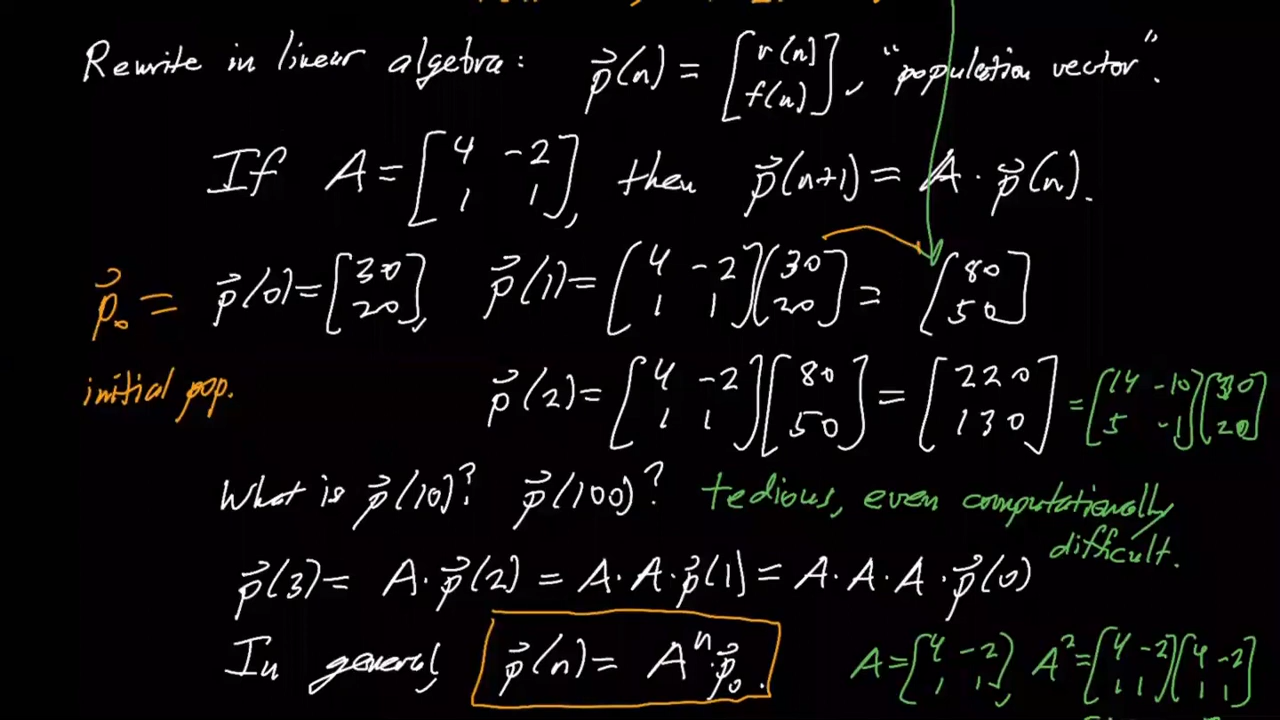 Rewrite in linear algebra: p⃗(n) = [r(n) f(n)], "population vector".
If A = [4 -2; 1 1], then p⃗(n+1) = A · p⃗(n).
p⃗₀ = p⃗(0) = [30; 20], p⃗(1) = [4 -2; 1 1][30; 20] = [80; 50]
initial pop.
p⃗(2) = [4 -2; 1 1][80; 50] = [220; 130] = [14 -10; 5 -1][30; 20]
What is p⃗(10)? p⃗(100)? tedious, even computationally
difficult.
p⃗(3) = A · p⃗(2) = A · A · p⃗(1) = A · A · A · p⃗(0)
In general, p⃗(n) = Aⁿ · p⃗₀.
A = [4 -2; 1 1], A² = [4 -2; 1 1][4 -2; 1 1]